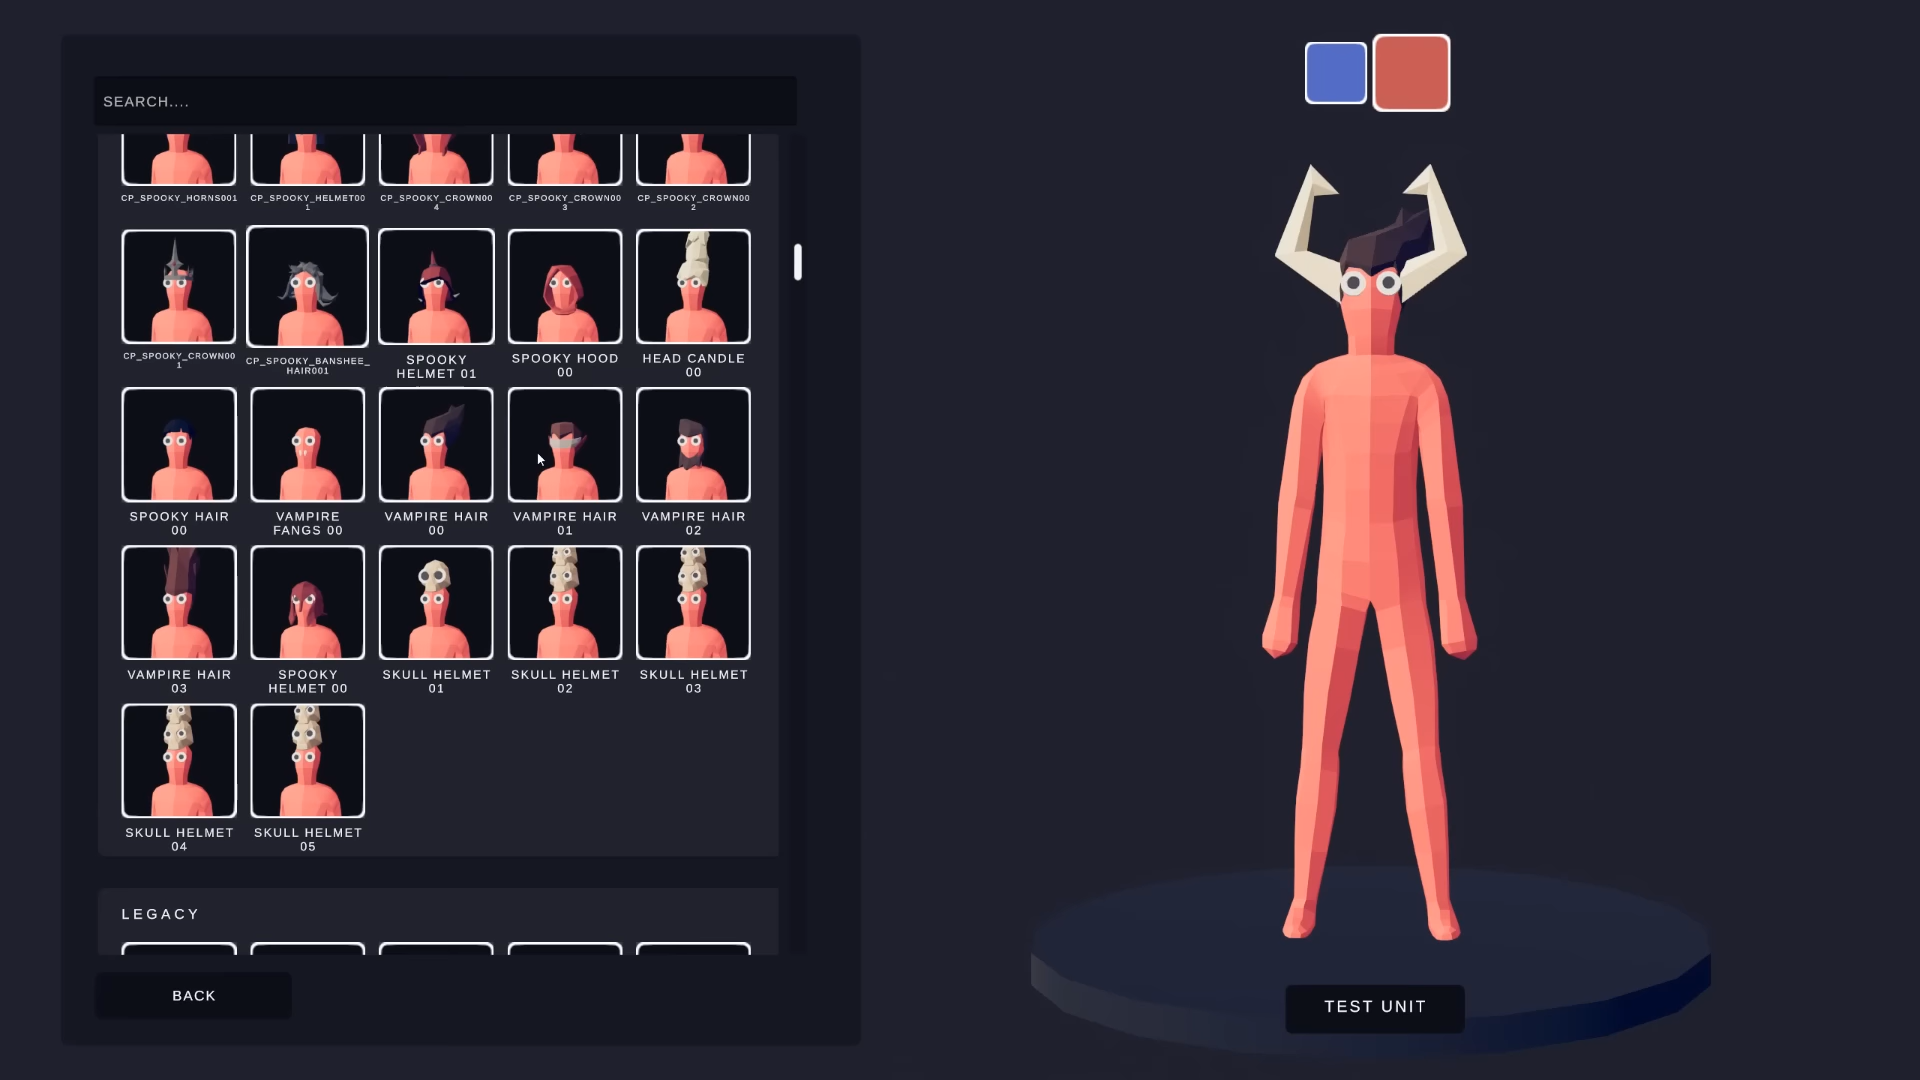 SEARCH....
CP_SPOOKY_HORNS001
CP_SPOOKY_HELMET00
1
CP_SPOOKY_CROWN00
4
CP_SPOOKY_CROWN00
3
CP_SPOOKY_CROWN00
2
CP_SPOOKY_CROWN00
1
CP_SPOOKY_BANSHEE_
HAIR001
SPOOKY
HELMET 01
SPOOKY HOOD
00
HEAD CANDLE
00
SPOOKY HAIR
00
VAMPIRE
FANGS 00
VAMPIRE HAIR
00
VAMPIRE HAIR
01
VAMPIRE HAIR
02
VAMPIRE HAIR
03
SPOOKY
HELMET 00
SKULL HELMET
01
SKULL HELMET
02
SKULL HELMET
03
SKULL HELMET
04
SKULL HELMET
05
LEGACY
BACK
TEST UNIT